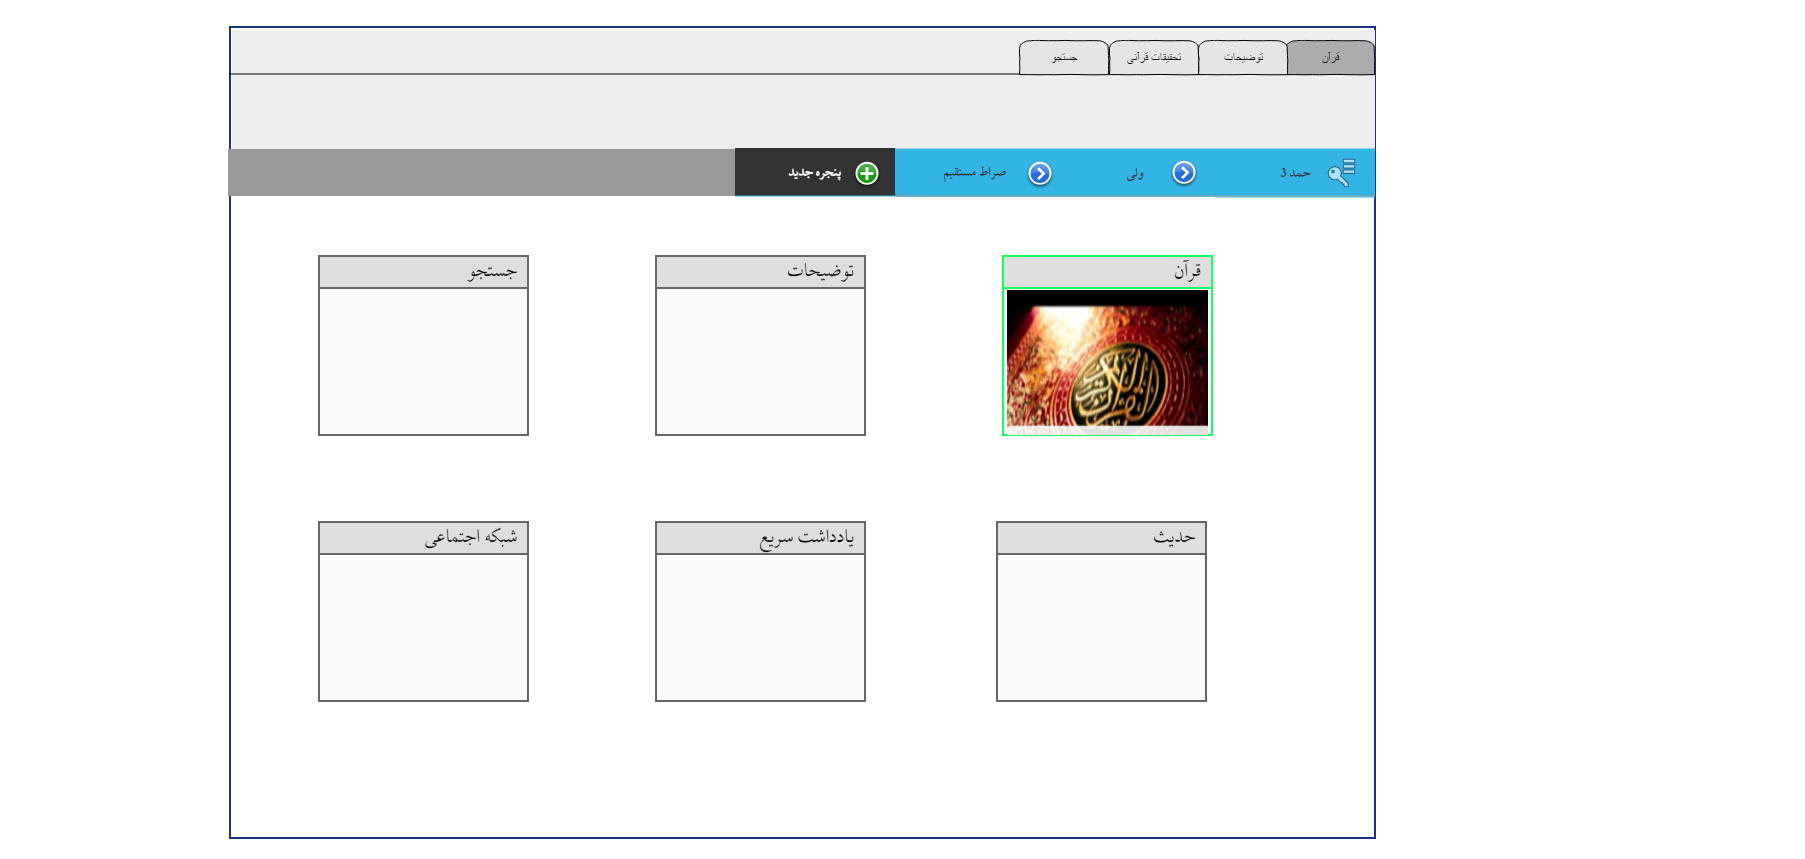 قرآن
توضیحات
تحقیقات قرآنی
جستجو
حمد 3
ولی
صراط مستقیم
پنجره جدید
قرآن
توضیحات
جستجو
حدیث
یادداشت سریع
شبکه اجتماعی